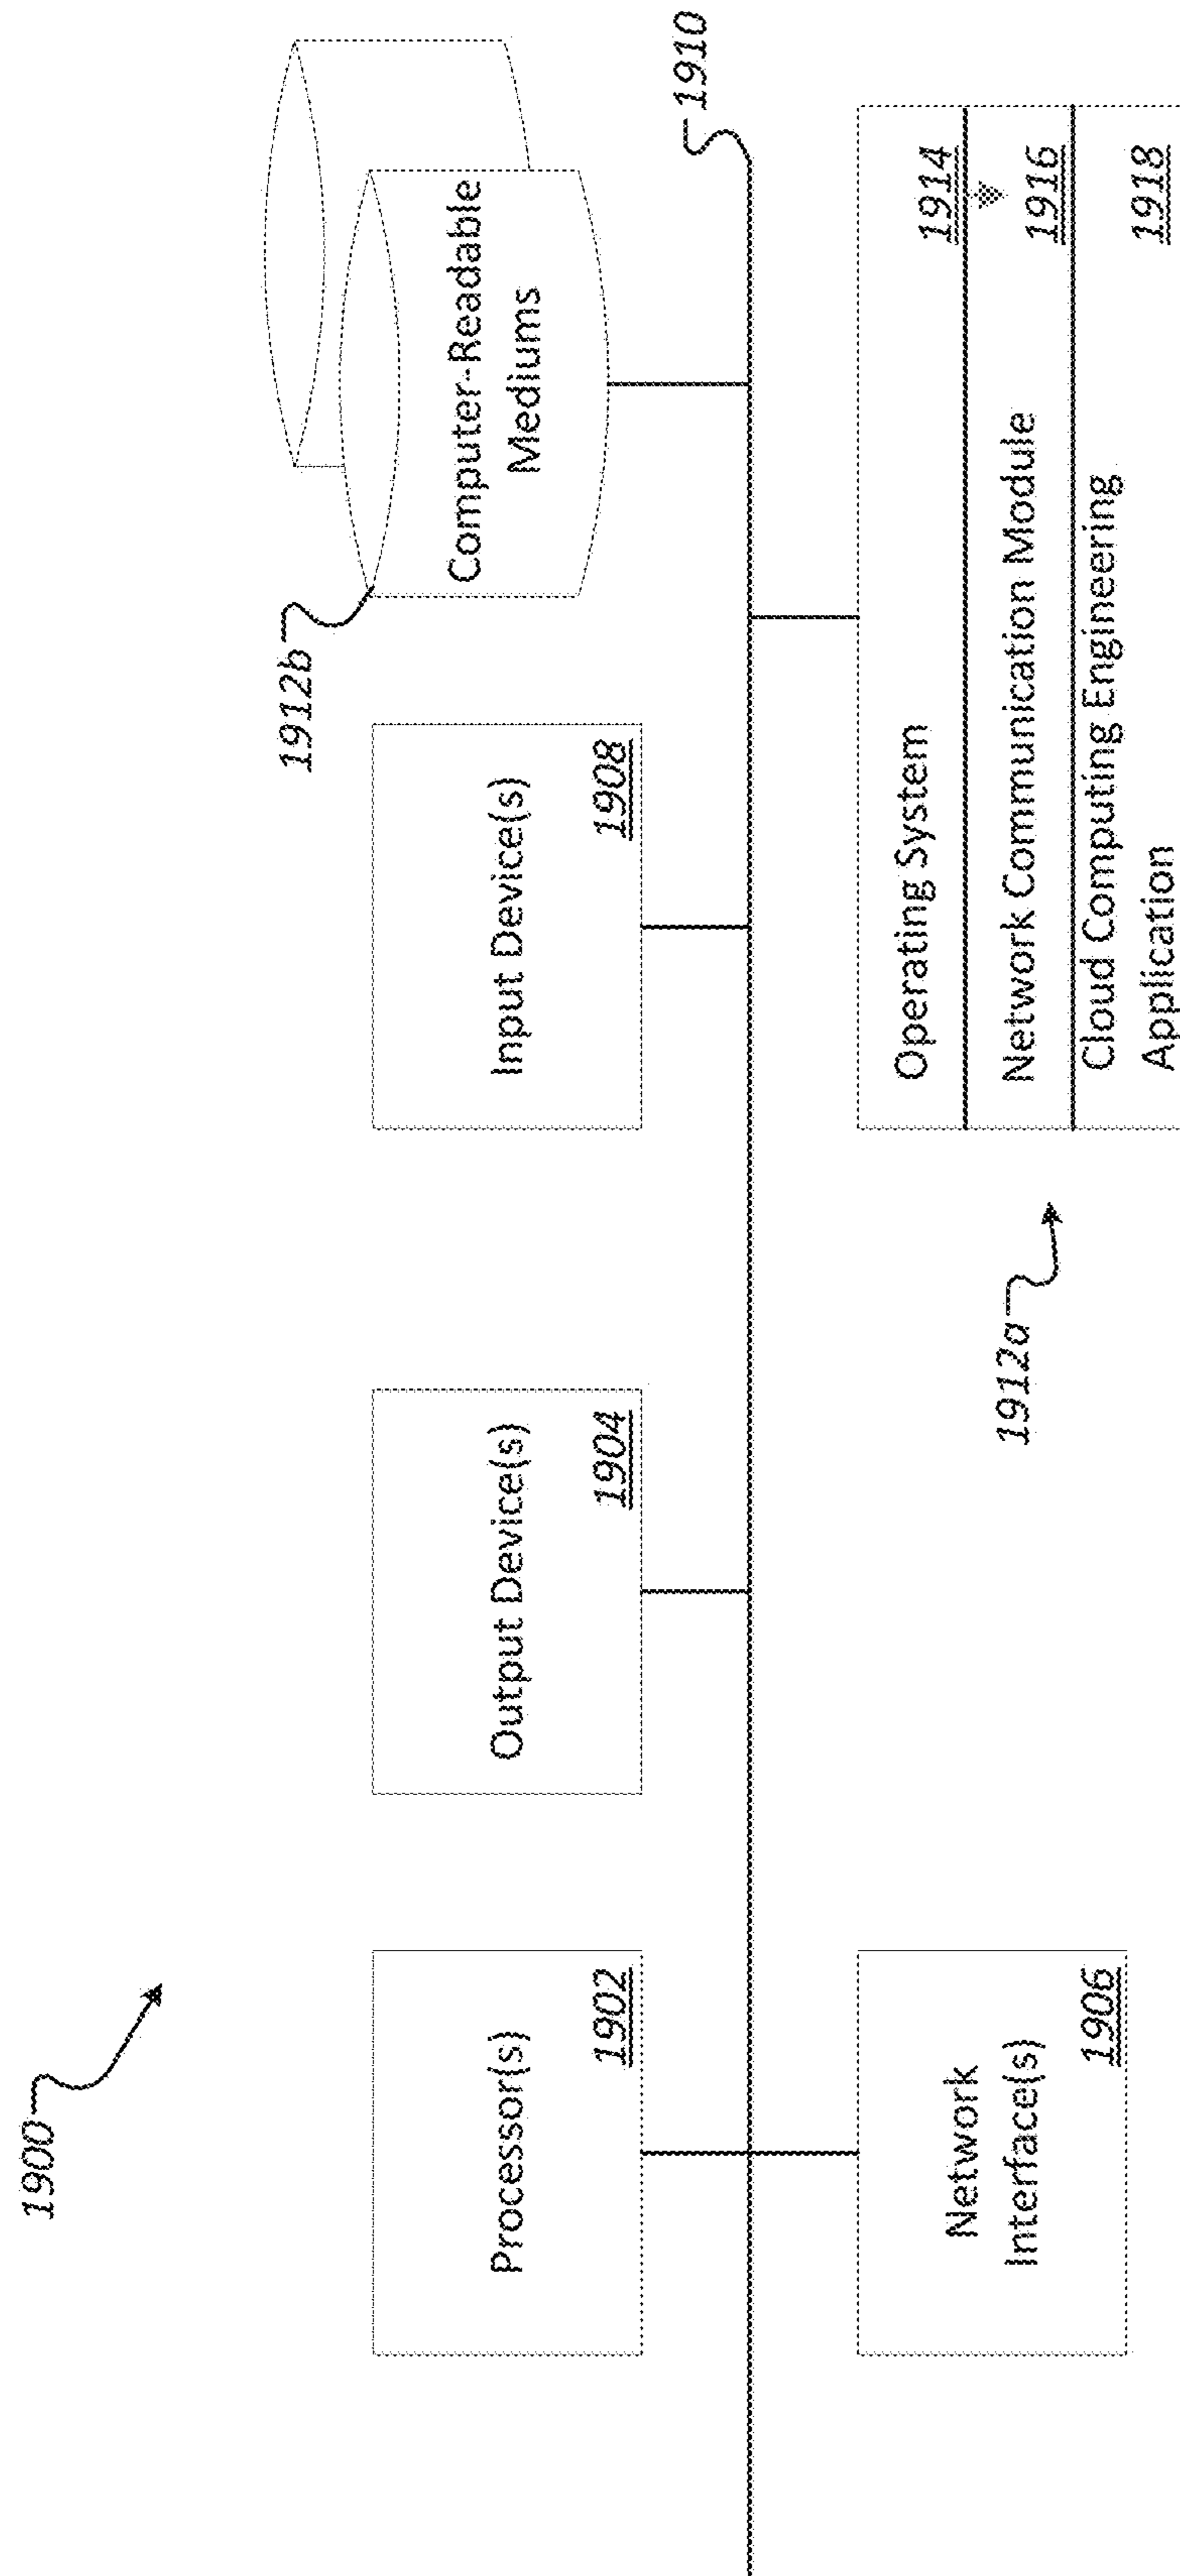 1900
Processor(s)
1902
Output Device(s)
1904
Input Device(s)
1908
1912b
Computer-Readable
Mediums
1910
Network
Interface(s)
1906
1912a
Operating System
1914
Network Communication Module
1916
Cloud Computing Engineering
Application
1918